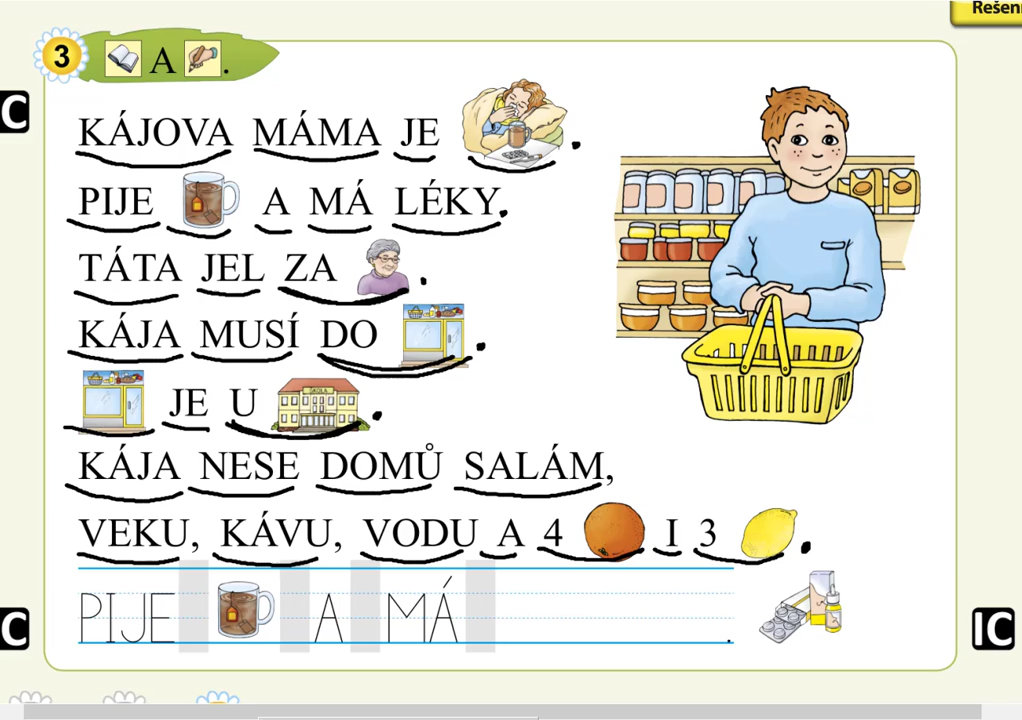 Řešen
3 A .
C
KÁJOVA MÁMA JE .
PIJE A MÁ LÉKY.
TÁTA JEL ZA .
KÁJA MUSÍ DO .
JE U .
KÁJA NESE DOMŮ SALÁM,
VEKU, KÁVU, VODU A 4 I 3 .
PIJE A MÁ .
C
IC